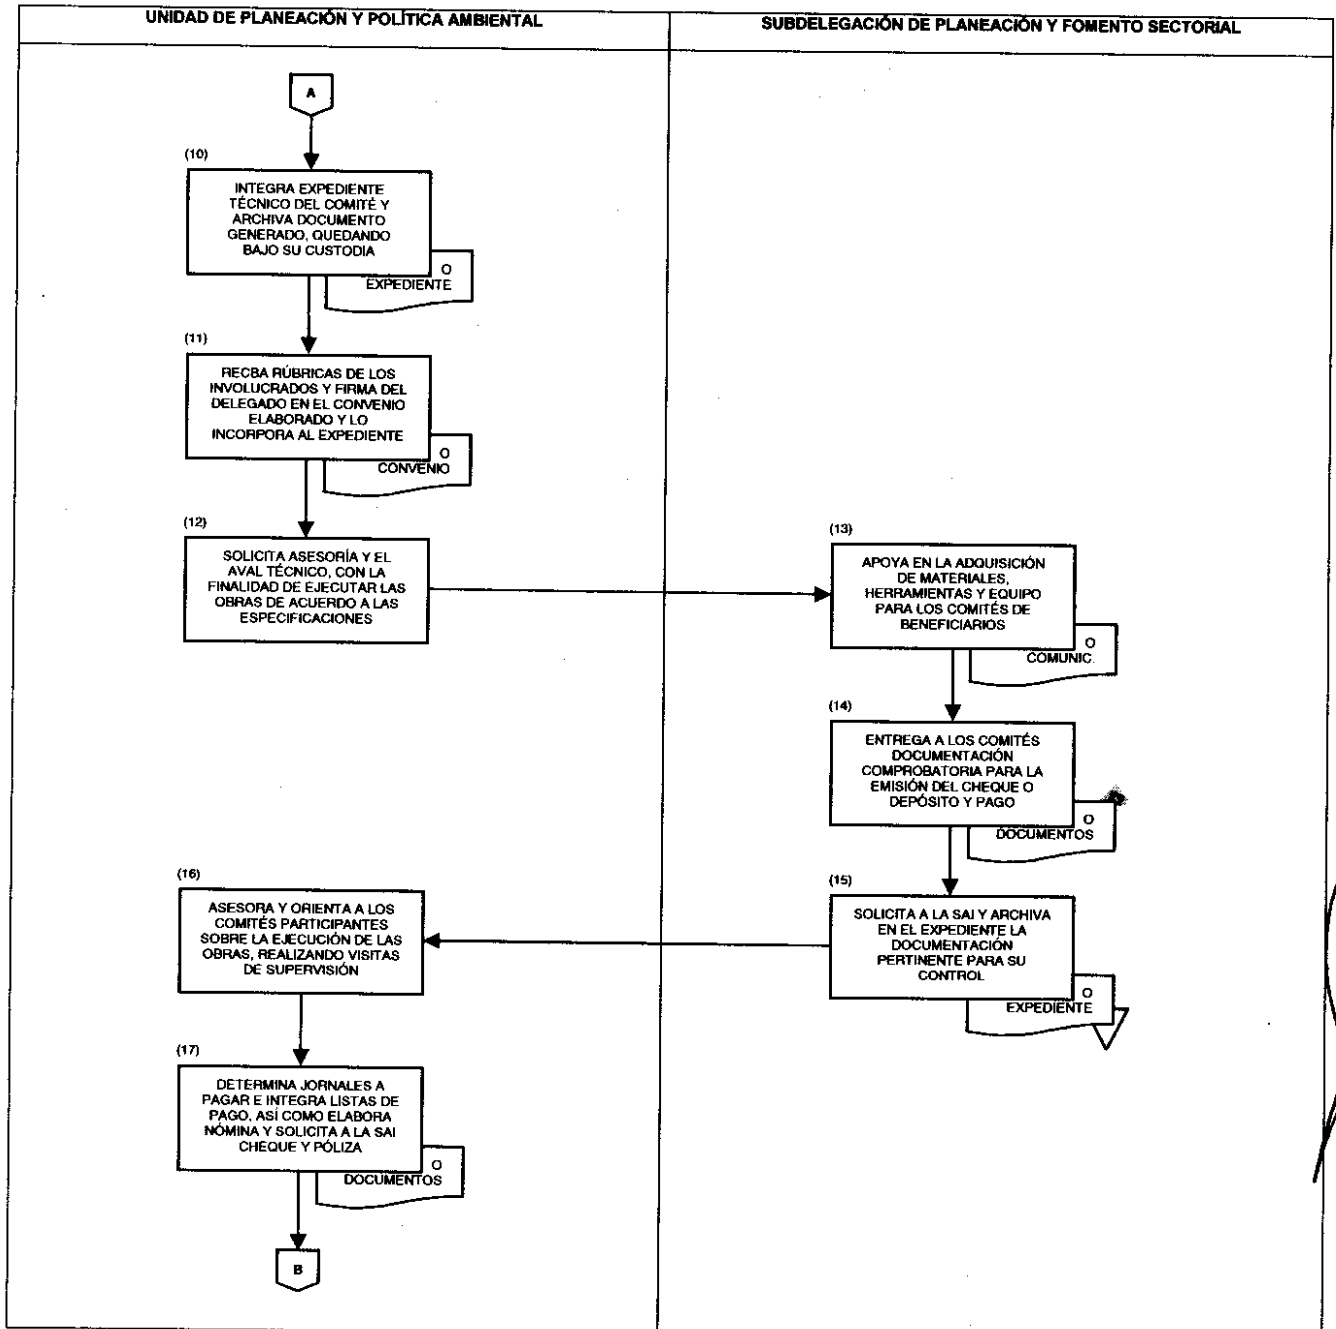 UNIDAD DE PLANEACIÓN Y POLÍTICA AMBIENTAL
SUBDELEGACIÓN DE PLANEACIÓN Y FOMENTO SECTORIAL
A
(10)
INTEGRA EXPEDIENTE
TÉCNICO DEL COMITÉ Y
ARCHIVA DOCUMENTO
GENERADO, QUEDANDO
BAJO SU CUSTODIA
O
EXPEDIENTE
(11)
RECBA RÚBRICAS DE LOS
INVOLUCRADOS Y FIRMA DEL
DELEGADO EN EL CONVENIO
ELABORADO Y LO
INCORPORA AL EXPEDIENTE
O
CONVENIO
(12)
SOLICITA ASESORÍA Y EL
AVAL TÉCNICO, CON LA
FINALIDAD DE EJECUTAR LAS
OBRAS DE ACUERDO A LAS
ESPECIFICACIONES
(13)
APOYA EN LA ADQUISICIÓN
DE MATERIALES,
HERRAMIENTAS Y EQUIPO
PARA LOS COMITÉS DE
BENEFICIARIOS
O
COMUNIC.
(14)
ENTREGA A LOS COMITÉS
DOCUMENTACIÓN
COMPROBATORIA PARA LA
EMISIÓN DEL CHEQUE O
DEPÓSITO Y PAGO
O
DOCUMENTOS
(15)
SOLICITA A LA SAI Y ARCHIVA
EN EL EXPEDIENTE LA
DOCUMENTACIÓN
PERTINENTE PARA SU
CONTROL
O
EXPEDIENTE
(16)
ASESORA Y ORIENTA A LOS
COMITÉS PARTICIPANTES
SOBRE LA EJECUCIÓN DE LAS
OBRAS, REALIZANDO VISITAS
DE SUPERVISIÓN
(17)
DETERMINA JORNALES A
PAGAR E INTEGRA LISTAS DE
PAGO, ASÍ COMO ELABORA
NÓMINA Y SOLICITA A LA SAI
CHEQUE Y PÓLIZA
O
DOCUMENTOS
B